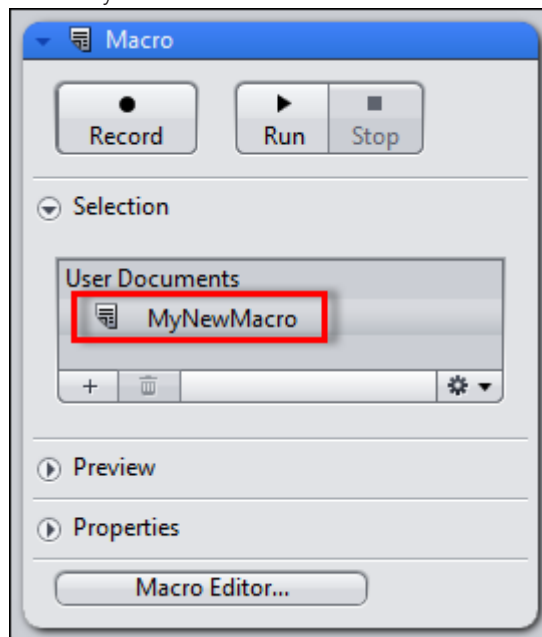 Macro
Record Run Stop
Selection
User Documents
MyNewMacro
+
Preview
Properties
Macro Editor...